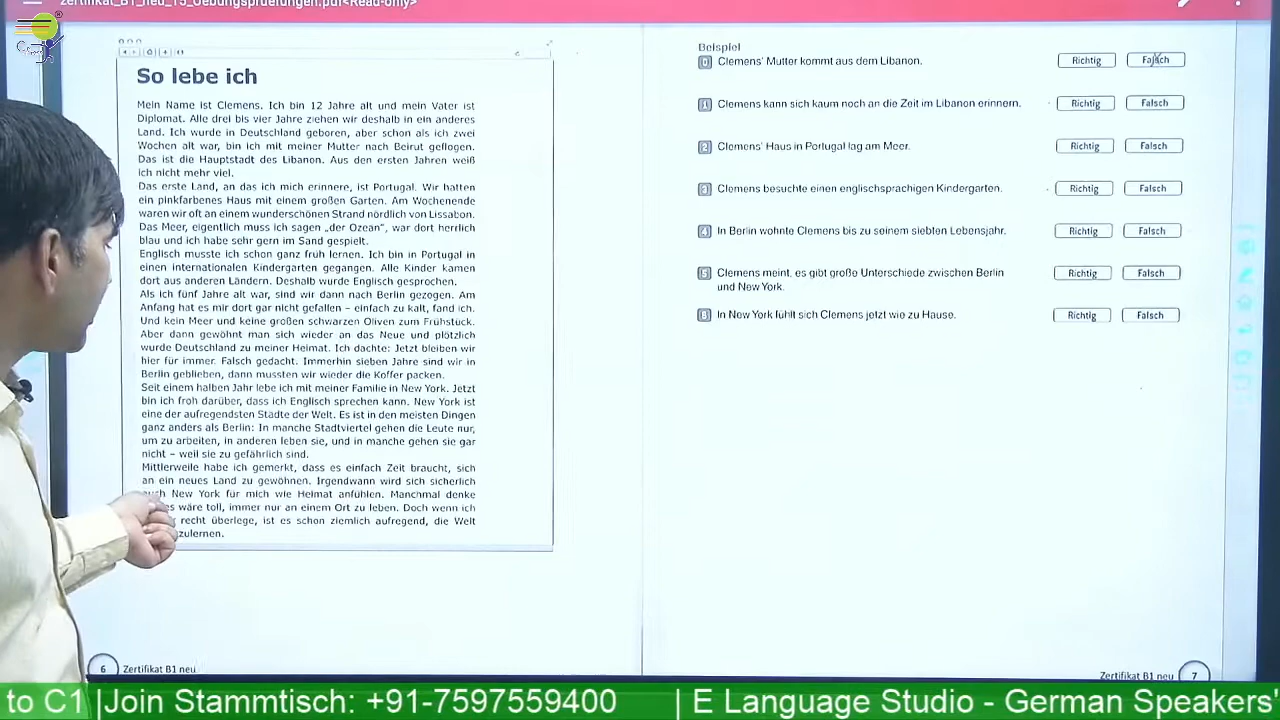 zertifikat_B1_neu_15_Uebungspruefungen.pdf<Read-only>
So lebe ich
Mein Name ist Clemens. Ich bin 12 Jahre alt und mein Vater ist
Diplomat. Alle drei bis vier Jahre ziehen wir deshalb in ein anderes
Land. Ich wurde in Deutschland geboren, aber schon als ich zwei
Wochen alt war, bin ich mit meiner Mutter nach Beirut geflogen.
Das ist die Hauptstadt des Libanon. Aus den ersten Jahren weiß
ich nicht mehr viel.
Das erste Land, an das ich mich erinnere, ist Portugal. Wir hatten
ein pinkfarbenes Haus mit einem großen Garten. Am Wochenende
waren wir oft an einem wunderschönen Strand nördlich von Lissabon.
Das Meer, eigentlich muss ich sagen „der Ozean“, war dort herrlich
blau und ich habe sehr gern im Sand gespielt.
Englisch musste ich schon ganz früh lernen. Ich bin in Portugal in
einen internationalen Kindergarten gegangen. Alle Kinder kamen
dort aus anderen Ländern. Deshalb wurde Englisch gesprochen.
Als ich fünf Jahre alt war, sind wir dann nach Berlin gezogen. Am
Anfang hat es mir dort gar nicht gefallen – einfach zu kalt, fand ich.
Und kein Meer und keine großen schwarzen Oliven zum Frühstück.
Aber dann gewöhnt man sich wieder an das Neue und plötzlich
wurde Deutschland zu meiner Heimat. Ich dachte: Jetzt bleiben wir
hier für immer. Falsch gedacht. Immerhin sieben Jahre sind wir in
Berlin geblieben, dann mussten wir wieder die Koffer packen.
Seit einem halben Jahr lebe ich mit meiner Familie in New York. Jetzt
bin ich froh darüber, dass ich Englisch sprechen kann. New York ist
eine der aufregendsten Städte der Welt. Es ist in den meisten Dingen
ganz anders als Berlin: In manche Stadtviertel gehen die Leute nur,
um zu arbeiten, in anderen leben sie, und in manche gehen sie gar
nicht – weil sie zu gefährlich sind.
Mittlerweile habe ich gemerkt, dass es einfach Zeit braucht, sich
an ein neues Land zu gewöhnen. Irgendwann wird sich sicherlich
auch New York für mich wie Heimat anfühlen. Manchmal denke
es wäre toll, immer nur an einem Ort zu leben. Doch wenn ich
recht überlege, ist es schon ziemlich aufregend, die Welt
zulernen.
6 Zertifikat B1 neu
Beispiel
0 Clemens' Mutter kommt aus dem Libanon. Richtig Falsch
1 Clemens kann sich kaum noch an die Zeit im Libanon erinnern. Richtig Falsch
2 Clemens' Haus in Portugal lag am Meer. Richtig Falsch
3 Clemens besuchte einen englischsprachigen Kindergarten. Richtig Falsch
4 In Berlin wohnte Clemens bis zu seinem siebten Lebensjahr. Richtig Falsch
5 Clemens meint, es gibt große Unterschiede zwischen Berlin Richtig Falsch
und New York.
6 In New York fühlt sich Clemens jetzt wie zu Hause. Richtig Falsch
Zertifikat B1 neu 7
to C1 |Join Stammtisch: +91-7597559400 | E Language Studio - German Speakers'